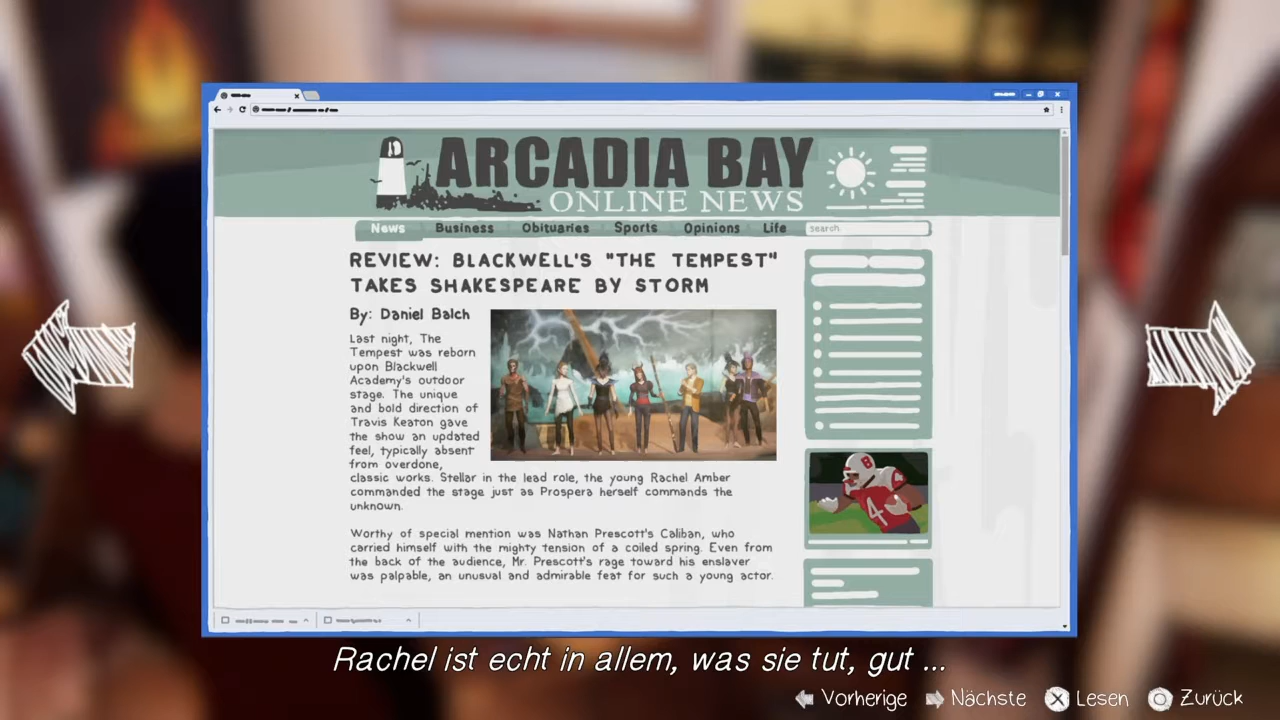 ARCADIA BAY
ONLINE NEWS
News Business Obituaries Sports Opinions Life search
REVIEW: BLACKWELL'S "THE TEMPEST"
TAKES SHAKESPEARE BY STORM
By: Daniel Balch
Last night, The
Tempest was reborn
upon Blackwell
Academy's outdoor
stage. The unique
and bold direction of
Travis Keaton gave
the show an updated
feel, typically absent
from overdone,
classic works. Stellar in the lead role, the young Rachel Amber
commanded the stage just as Prospera herself commands the
unknown.
Worthy of special mention was Nathan Prescott's Caliban, who
carried himself with the mighty tension of a coiled spring. Even from
the back of the audience, Mr. Prescott's rage toward his enslaver
was palpable, an unusual and admirable feat for such a young actor.
B
4
Rachel ist echt in allem, was sie tut, gut ...
Vorherige Nächste Lesen Zurück